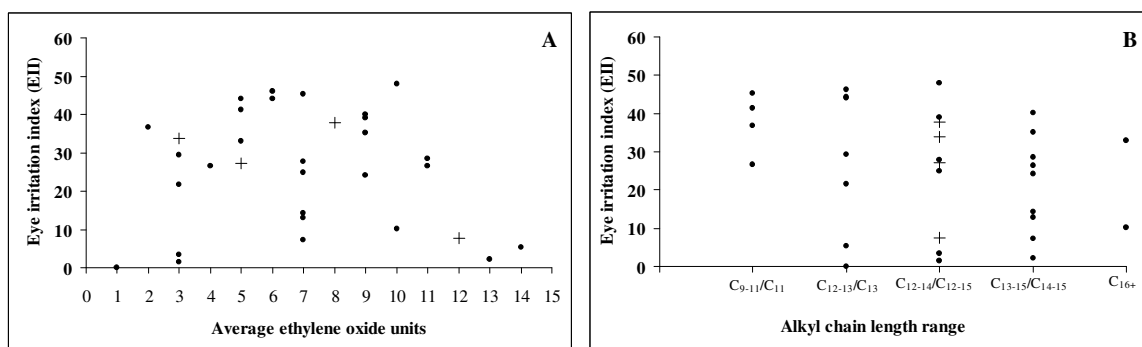 A
Eye irritation index (EII)
60
50
40
30
20
10
0
0 1 2 3 4 5 6 7 8 9 10 11 12 13 14 15
Average ethylene oxide units
B
Eye irritation index (EII)
60
50
40
30
20
10
0
C9-11/C11 C12-13/C13 C12-14/C12-15 C13-15/C14-15 C16+
Alkyl chain length range